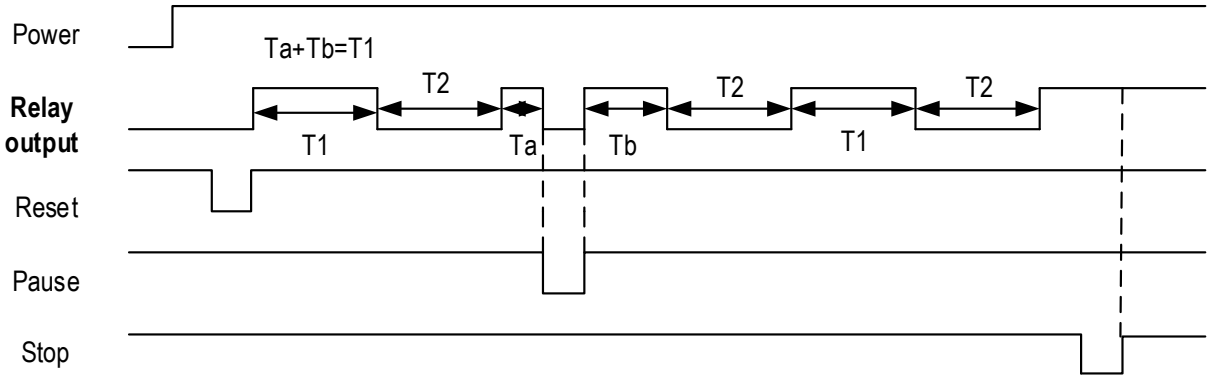 Power
Ta+Tb=T1
Relay
output
T1
T2
Ta
Tb
T2
T1
T2
Reset
Pause
Stop